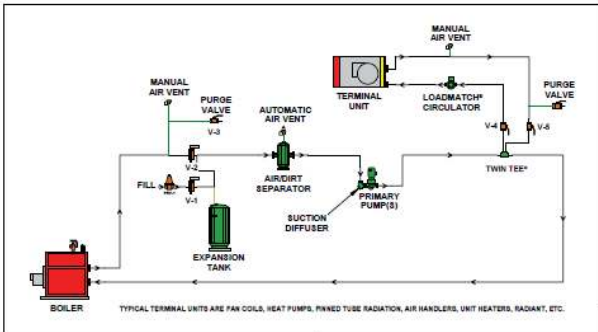 MANUAL
AIR VENT
MANUAL
AIR VENT
PURGE
VALVE
V-3
AUTOMATIC
AIR VENT
TERMINAL
UNIT
LOADMATCH®
CIRCULATOR
PURGE
VALVE
V-4
V-5
TWIN TEE®
V-2
FILL
V-1
AIR/DIRT
SEPARATOR
PRIMARY
PUMP(S)
SUCTION
DIFFUSER
EXPANSION
TANK
BOILER
TYPICAL TERMINAL UNITS ARE FAN COILS, HEAT PUMPS, FINNED TUBE RADIATION, AIR HANDLERS, UNIT HEATERS, RADIANT, ETC.